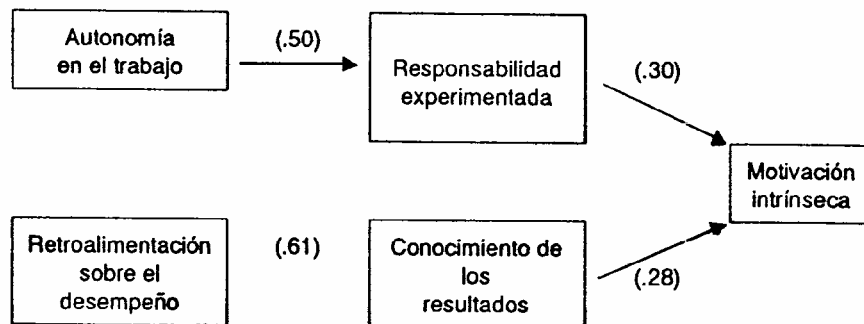 Autonomía
en el trabajo
(.50)
Responsabilidad
experimentada
(.30)
Motivación
intrínseca
Retroalimentación
sobre el
desempeño
(.61)
Conocimiento de
los
resultados
(.28)